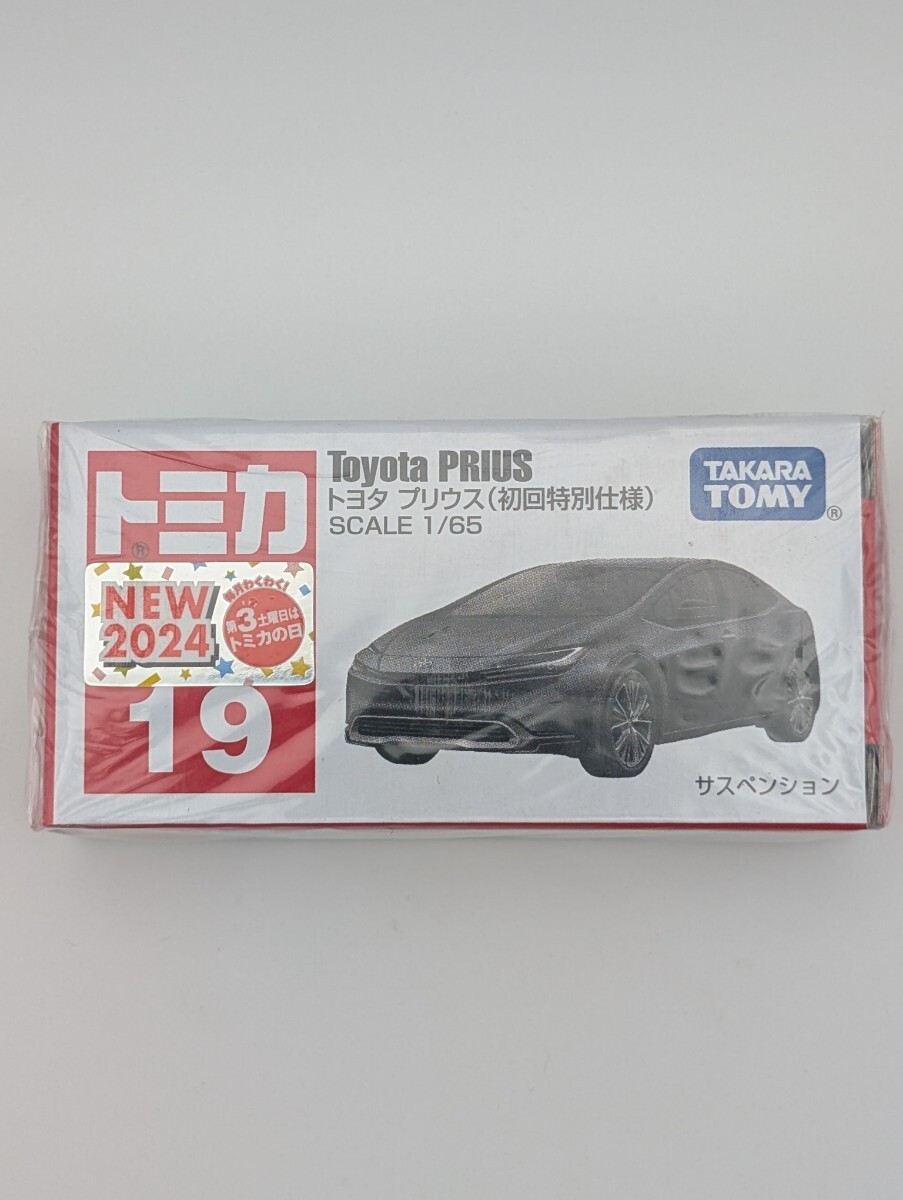 トミカ
®
NEW
2024
毎月わくわく!
第3土曜日は
トミカの日
19
Toyota PRIUS
トヨタ プリウス(初回特別仕様)
SCALE 1/65
TAKARA
TOMY
®
サスペンション